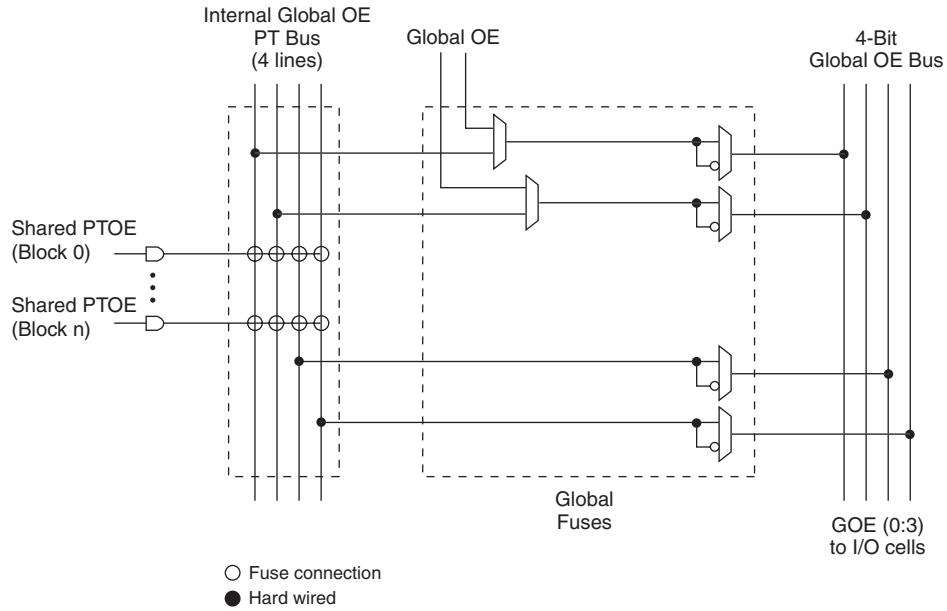 Internal Global OE
PT Bus
(4 lines)
Global OE
4-Bit
Global OE Bus
Shared PTOE
(Block 0)
Shared PTOE
(Block n)
Global
Fuses
GOE (0:3)
to I/O cells
Fuse connection
Hard wired